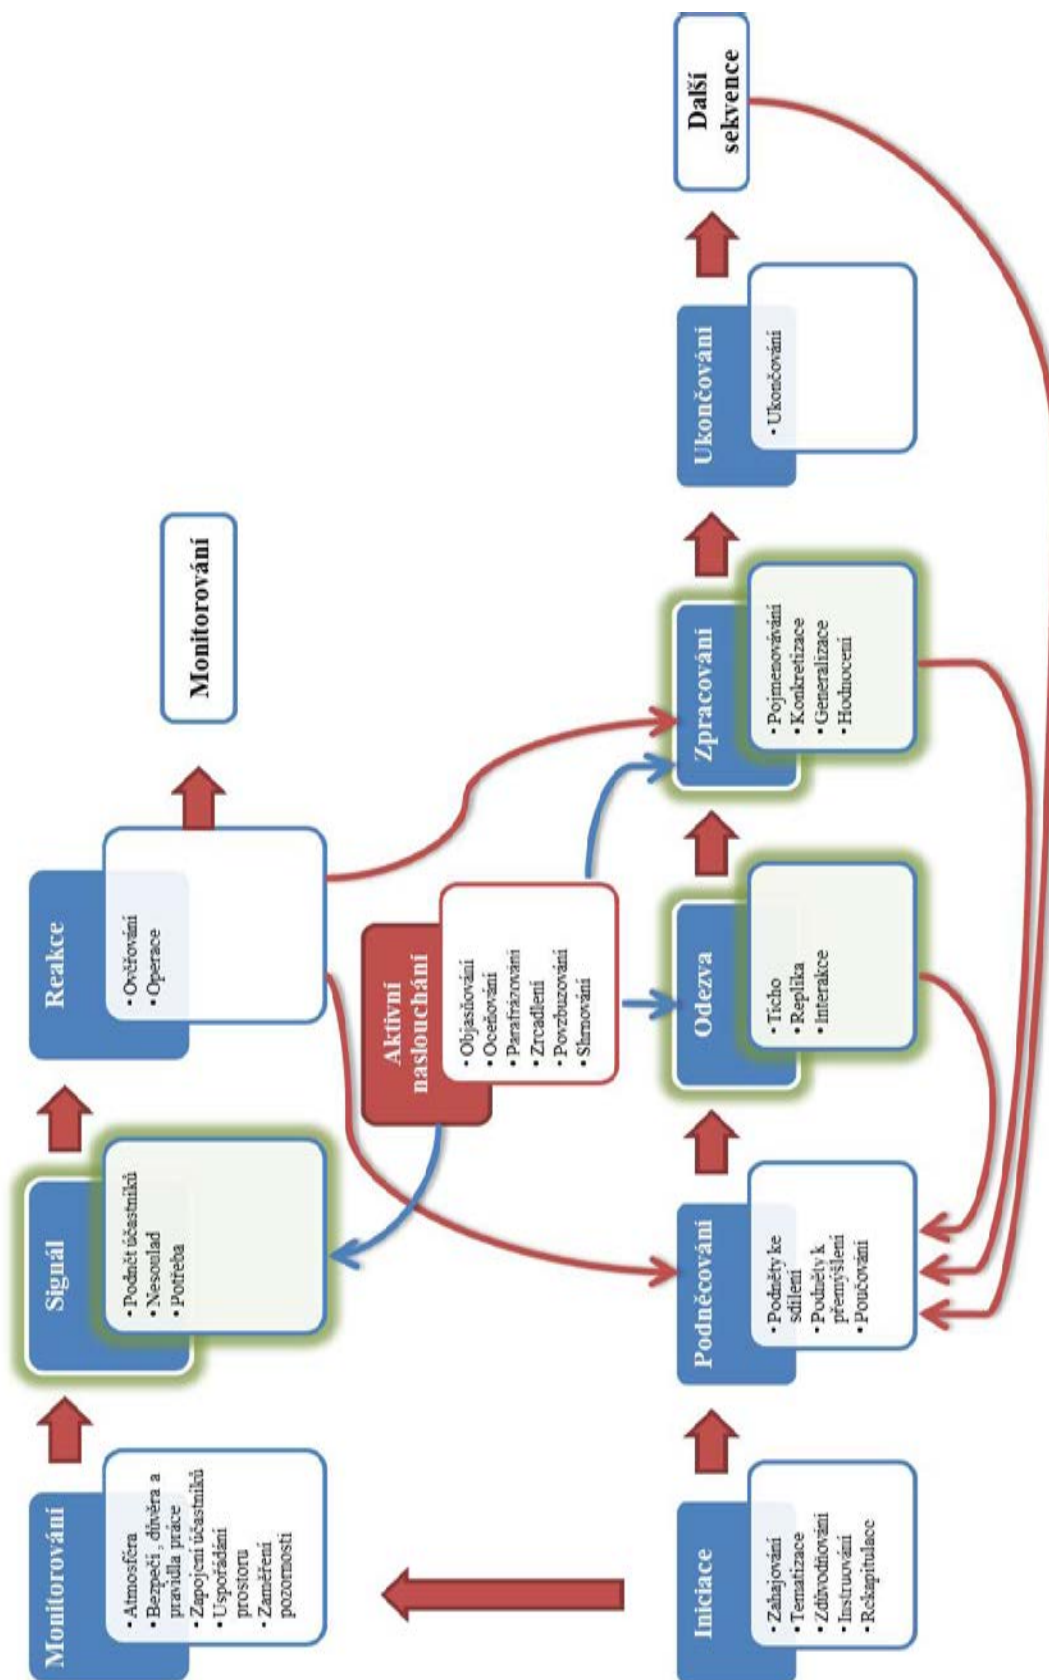 Monitorování
• Atmosféra
• Bezpečí , důvěra a
pravidla práce
• Zapojení účastníků
• Uspořádání
prostoru
• Zaměření
pozornosti
Signál
• Podnět účastníků
• Nesoulad
• Potřeba
Reakce
• Ověřování
• Operace
Monitorování
Aktivní
naslouchání
• Objasňování
• Oceňování
• Parafrázování
• Zrcadlení
• Povzbuzování
• Shrnování
Iniciace
• Zahajování
• Tematizace
• Zdůvodňování
• Instruování
• Rekapitulace
Podněcování
• Podněty ke
sdílení
• Podněty k
přemýšlení
• Poučování
Odezva
• Ticho
• Replika
• Interakce
Zpracování
• Pojmenovávání
• Konkretizace
• Generalizace
• Hodnocení
Ukončování
• Ukončování
Další
sekvence